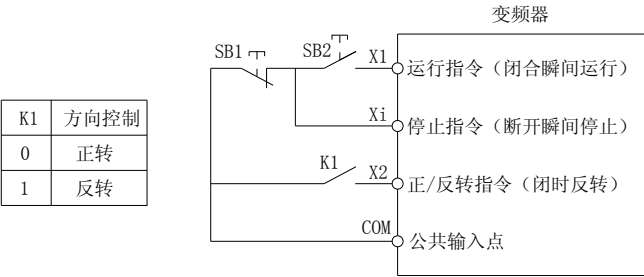 变频器
SB1
SB2
X1
运行指令（闭合瞬间运行）
Xi
停止指令（断开瞬间停止）
K1
X2
正/反转指令（闭时反转）
COM
公共输入点
K1 方向控制
0 正转
1 反转